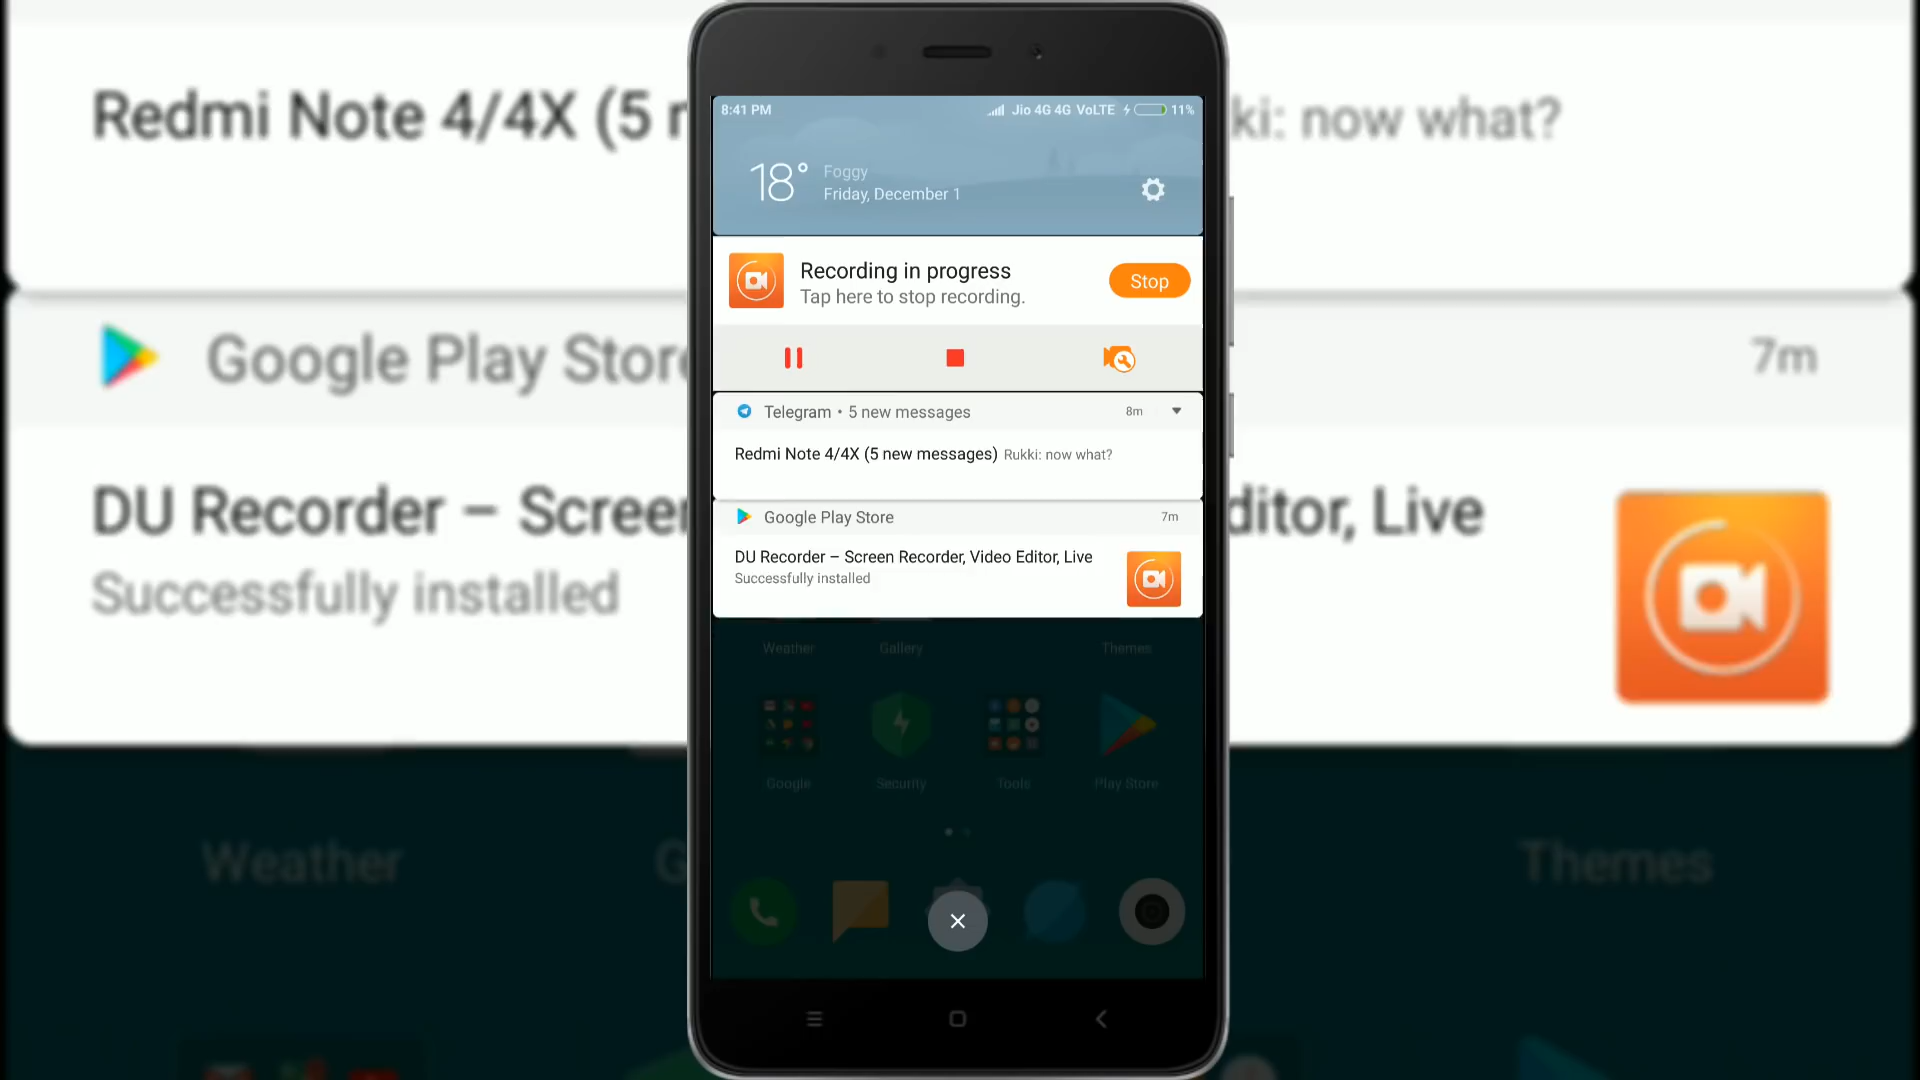 Redmi Note 4/4X (5
ki: now what?
Google Play Store
7m
DU Recorder – Screen
ditor, Live
Successfully installed
Weather
G
Themes
8:41 PM
Jio 4G 4G VoLTE 11%
18°
Foggy
Friday, December 1
Recording in progress
Tap here to stop recording.
Stop
Telegram • 5 new messages
8m
Redmi Note 4/4X (5 new messages) Rukki: now what?
Google Play Store
7m
DU Recorder – Screen Recorder, Video Editor, Live
Successfully installed
Weather Gallery Themes
Google Security Tools Play Store